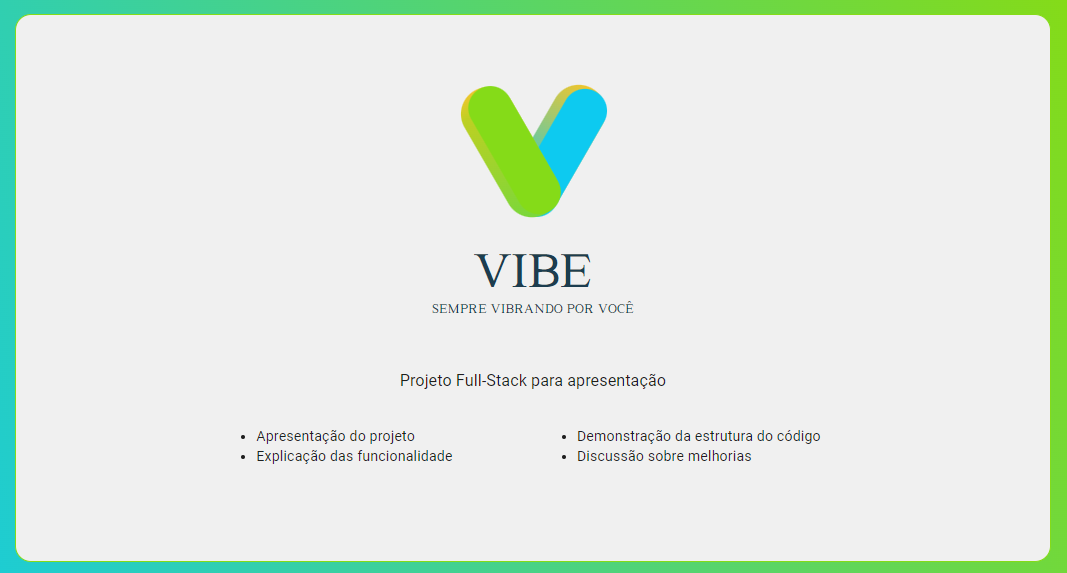 VIBE
SEMPRE VIBRANDO POR VOCÊ
Projeto Full-Stack para apresentação
• Apresentação do projeto
• Explicação das funcionalidade
• Demonstração da estrutura do código
• Discussão sobre melhorias